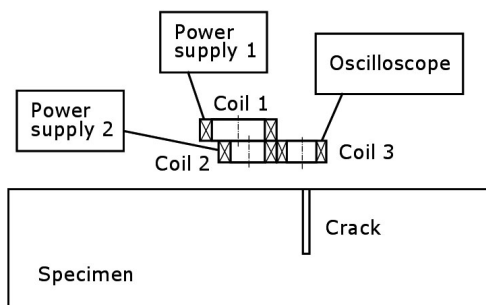 Power
supply 1
Oscilloscope
Power
supply 2
Coil 1
Coil 2
Coil 3
Crack
Specimen